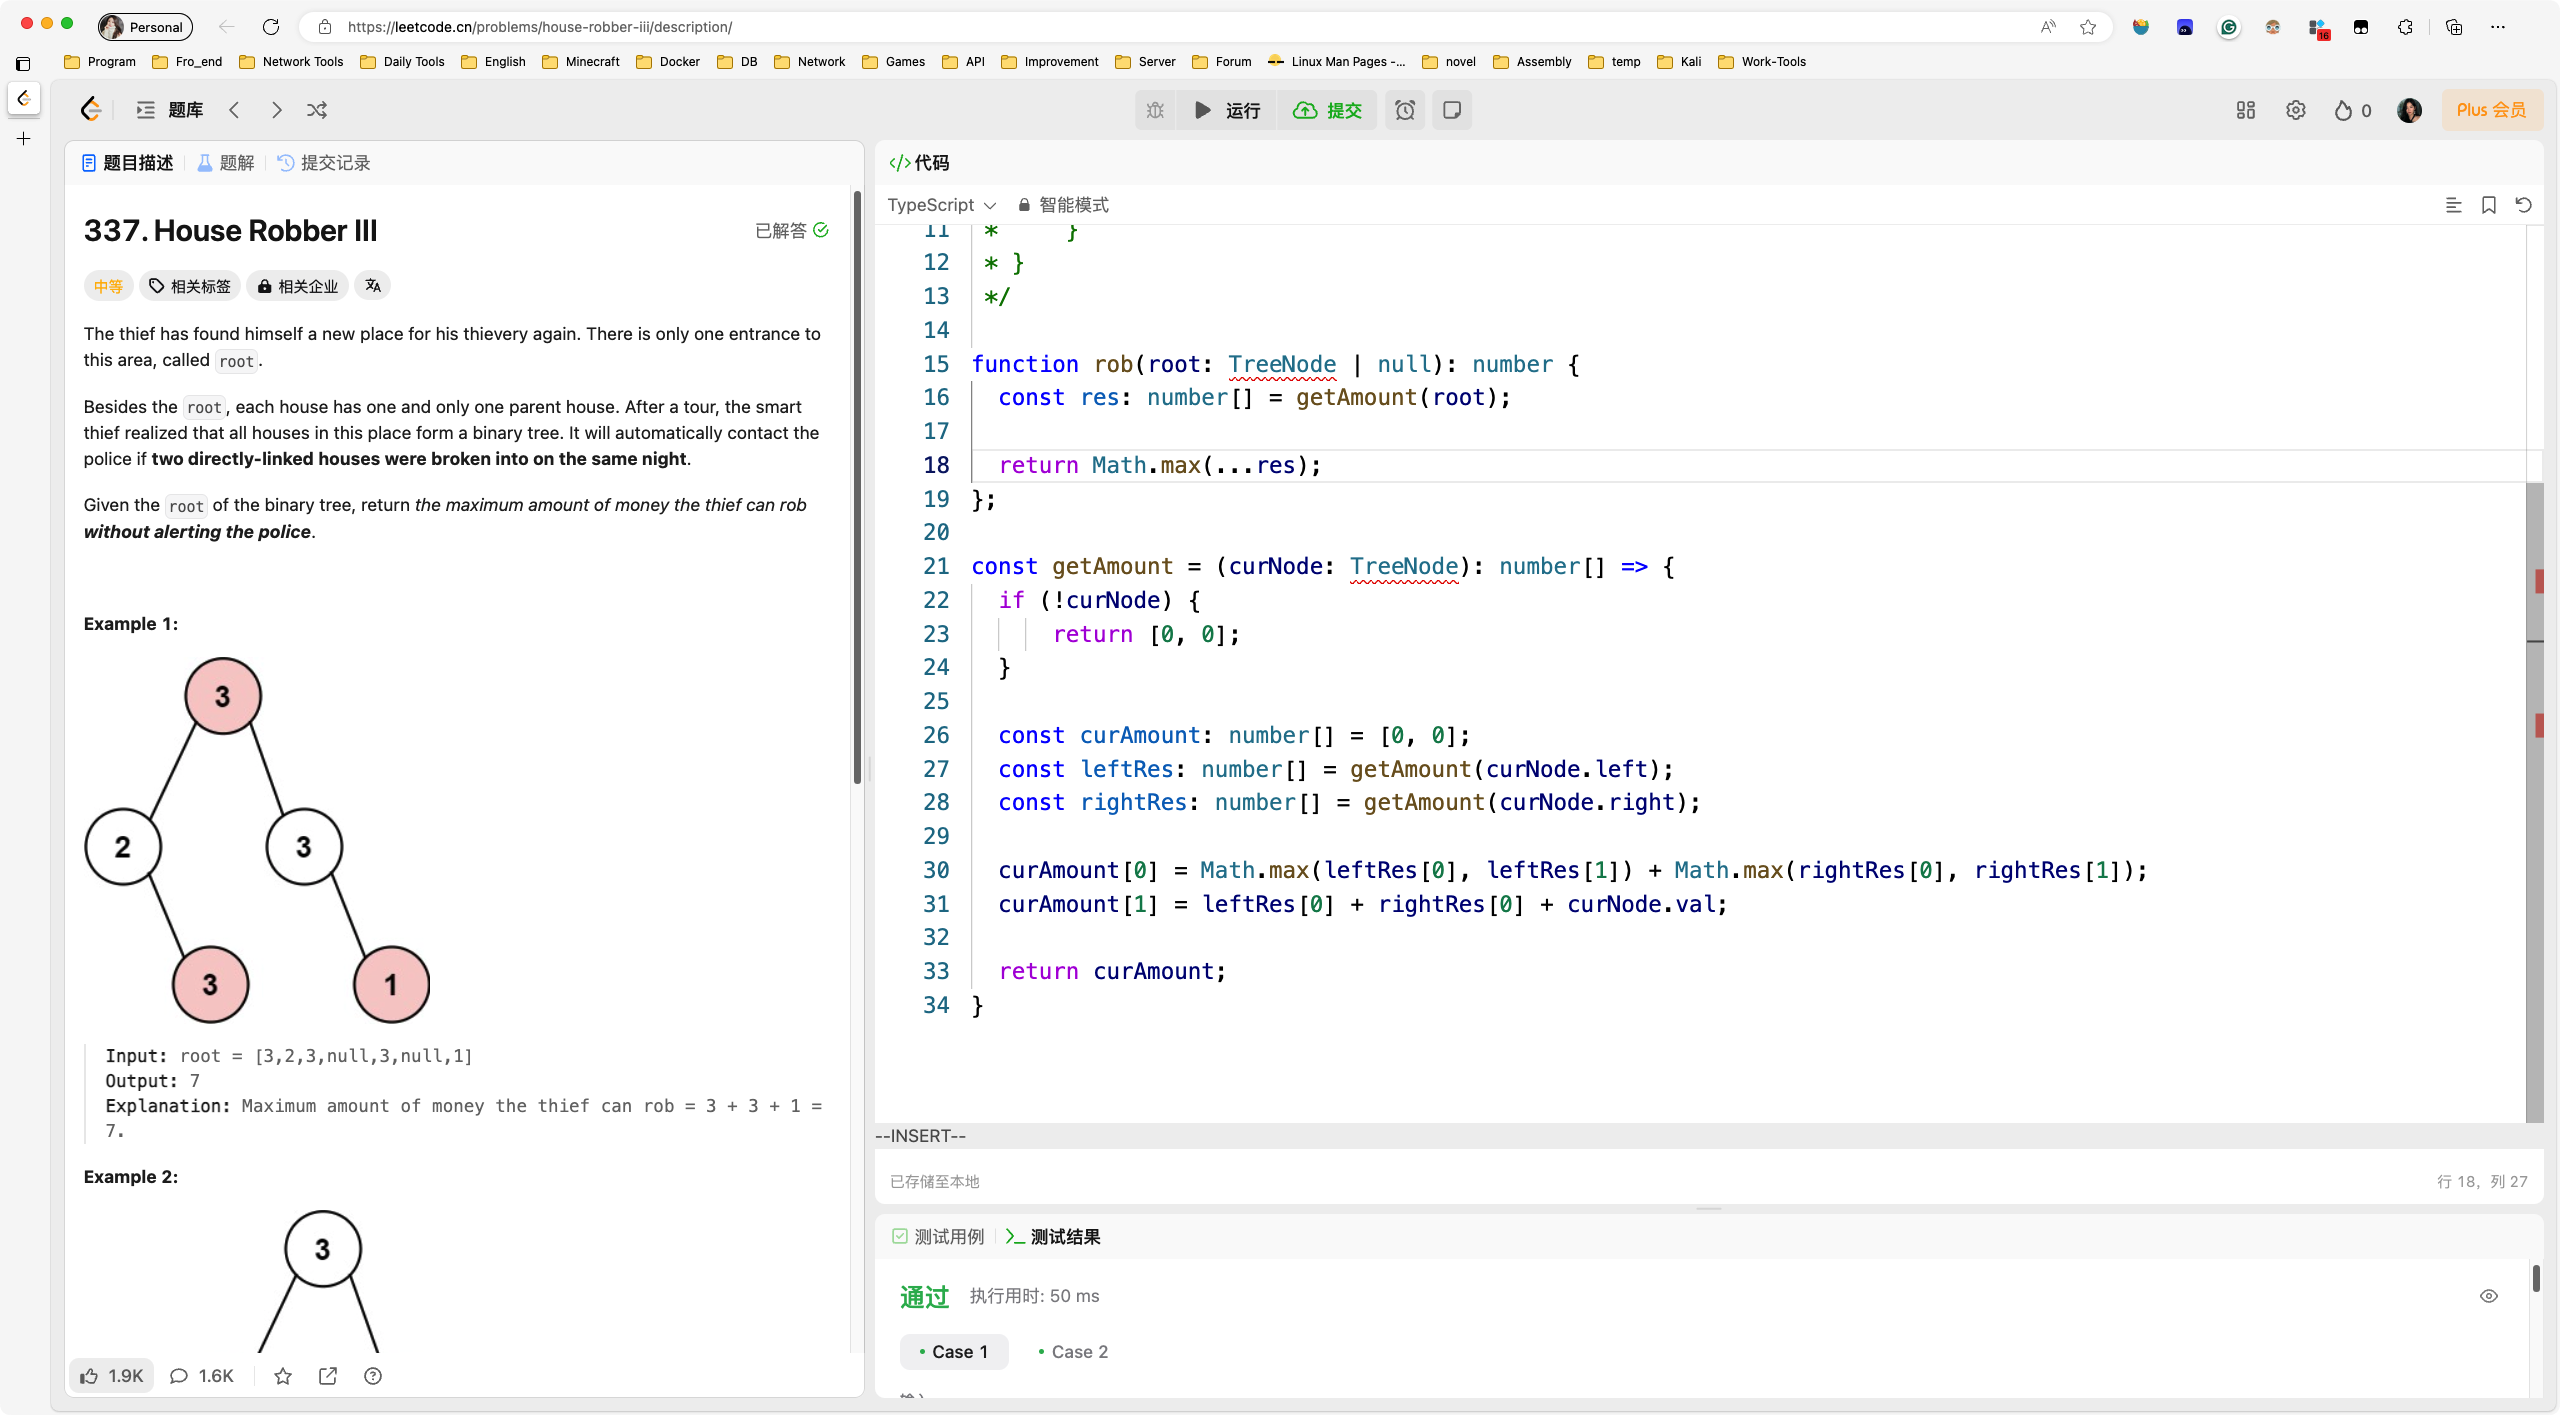 Personal
https://leetcode.cn/problems/house-robber-iii/description/
Program Fro_end Network Tools Daily Tools English Minecraft Docker DB Network Games API Improvement Server Forum Linux Man Pages -... novel Assembly temp Kali Work-Tools
16
题库 运行 提交 0 Plus 会员
题目描述 题解 提交记录
337. House Robber III
已解答
中等 相关标签 相关企业
The thief has found himself a new place for his thievery again. There is only one entrance to
this area, called root.
Besides the root, each house has one and only one parent house. After a tour, the smart
thief realized that all houses in this place form a binary tree. It will automatically contact the
police if two directly-linked houses were broken into on the same night.
Given the root of the binary tree, return the maximum amount of money the thief can rob
without alerting the police.
Example 1:
3
2 3
3 1
Input: root = [3,2,3,null,3,null,1]
Output: 7
Explanation: Maximum amount of money the thief can rob = 3 + 3 + 1 =
7.
Example 2:
3
1.9K 1.6K
</>代码
TypeScript 智能模式
11 * }
12 * }
13 */
14
15 function rob(root: TreeNode | null): number {
16 const res: number[] = getAmount(root);
17
18 return Math.max(...res);
19 };
20
21 const getAmount = (curNode: TreeNode): number[] => {
22 if (!curNode) {
23 return [0, 0];
24 }
25
26 const curAmount: number[] = [0, 0];
27 const leftRes: number[] = getAmount(curNode.left);
28 const rightRes: number[] = getAmount(curNode.right);
29
30 curAmount[0] = Math.max(leftRes[0], leftRes[1]) + Math.max(rightRes[0], rightRes[1]);
31 curAmount[1] = leftRes[0] + rightRes[0] + curNode.val;
32
33 return curAmount;
34 }
--INSERT--
已存储至本地 行 18, 列 27
测试用例 测试结果
通过 执行用时: 50 ms
Case 1 Case 2